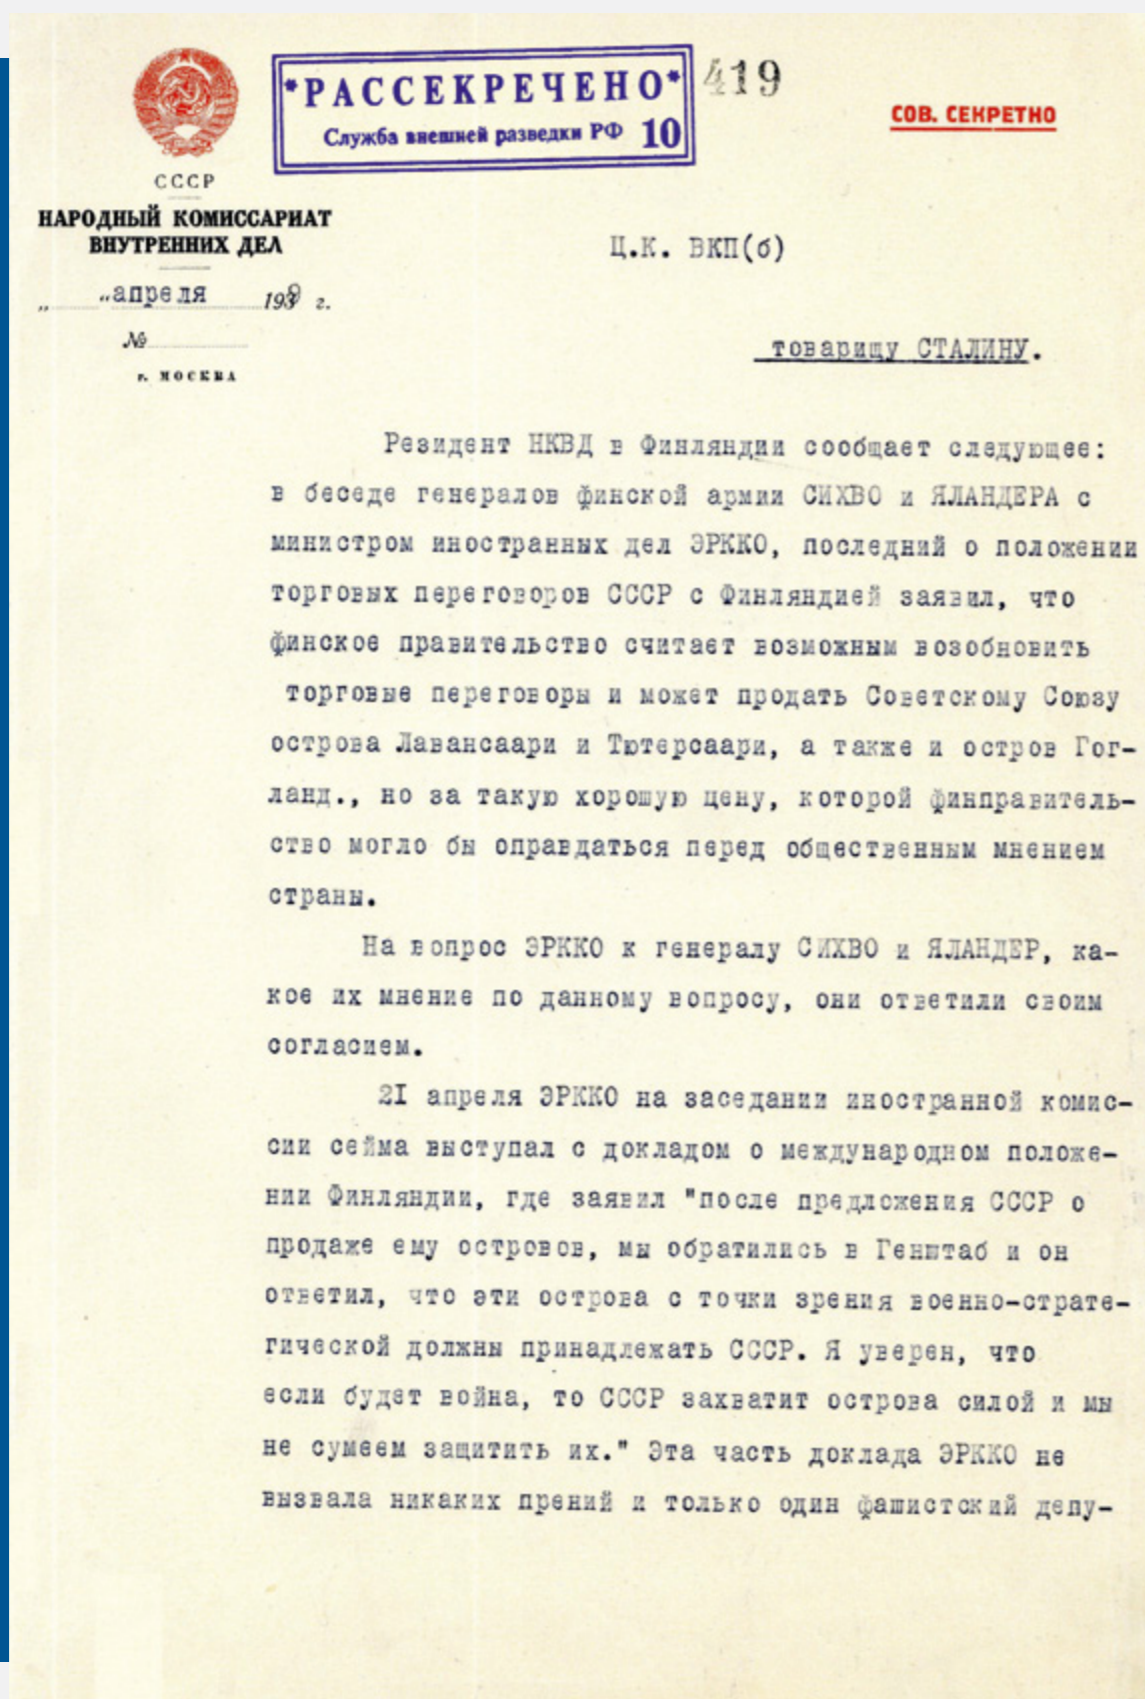 *РАССЕКРЕЧЕНО*
Служба внешней разведки РФ 10
419
СОВ. СЕКРЕТНО
СССР
НАРОДНЫЙ КОМИССАРИАТ
ВНУТРЕННИХ ДЕЛ
„ “ апреля 1939 г.
№
г. МОСКВА
Ц.К. ВКП(б)
товарищу СТАЛИНУ.
Резидент НКВД в Финляндии сообщает следующее:
в беседе генералов финской армии СИХВО и ЯЛАНДЕРА с
министром иностранных дел ЭРККО, последний о положении
торговых переговоров СССР с Финляндией заявил, что
финское правительство считает возможным возобновить
торговые переговоры и может продать Советскому Союзу
острова Лавансаари и Тютерсаари, а также и остров Гог-
ланд., но за такую хорошую цену, которой финправитель-
ство могло бы оправдаться перед общественным мнением
страны.
На вопрос ЭРККО к генералу СИХВО и ЯЛАНДЕР, ка-
кое их мнение по данному вопросу, они ответили своим
согласием.
2I апреля ЭРККО на заседании иностранной комис-
сии сейма выступал с докладом о международном положе-
нии Финляндии, где заявил "после предложения СССР о
продаже ему островов, мы обратились в Генштаб и он
ответил, что эти острова с точки зрения военно-страте-
гической должны принадлежать СССР. Я уверен, что
если будет война, то СССР захватит острова силой и мы
не сумеем защитить их." Эта часть доклада ЭРККО не
вызвала никаких прений и только один фашистский депу-